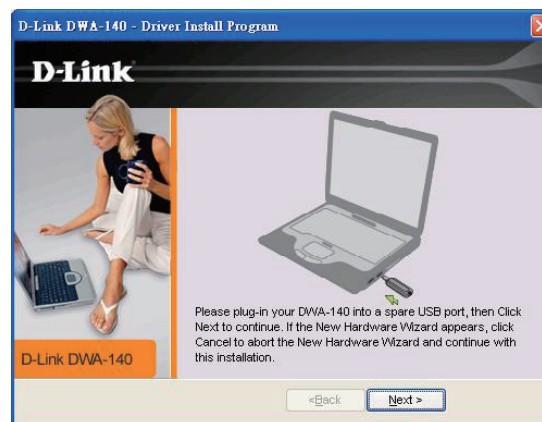 D-Link DWA-140 - Driver Install Program
D-Link
Please plug-in your DWA-140 into a spare USB port, then Click
Next to continue. If the New Hardware Wizard appears, click
Cancel to abort the New Hardware Wizard and continue with
this installation.
D-Link DWA-140
<Back
Next >